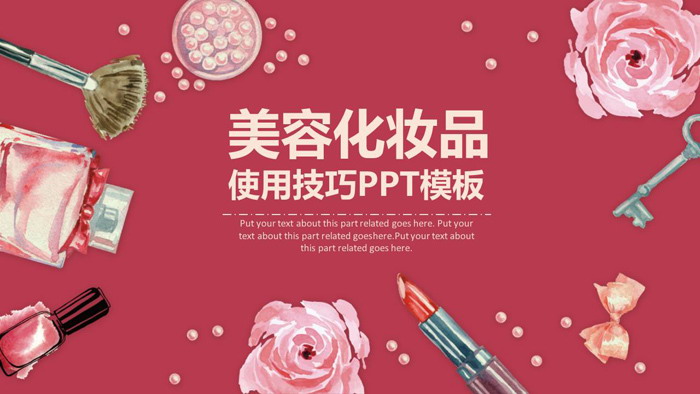 美容化妆品
使用技巧PPT模板
Put your text about this part related goes here. Put your
text about this part related goeshere.Put your text about
this part related goes here.